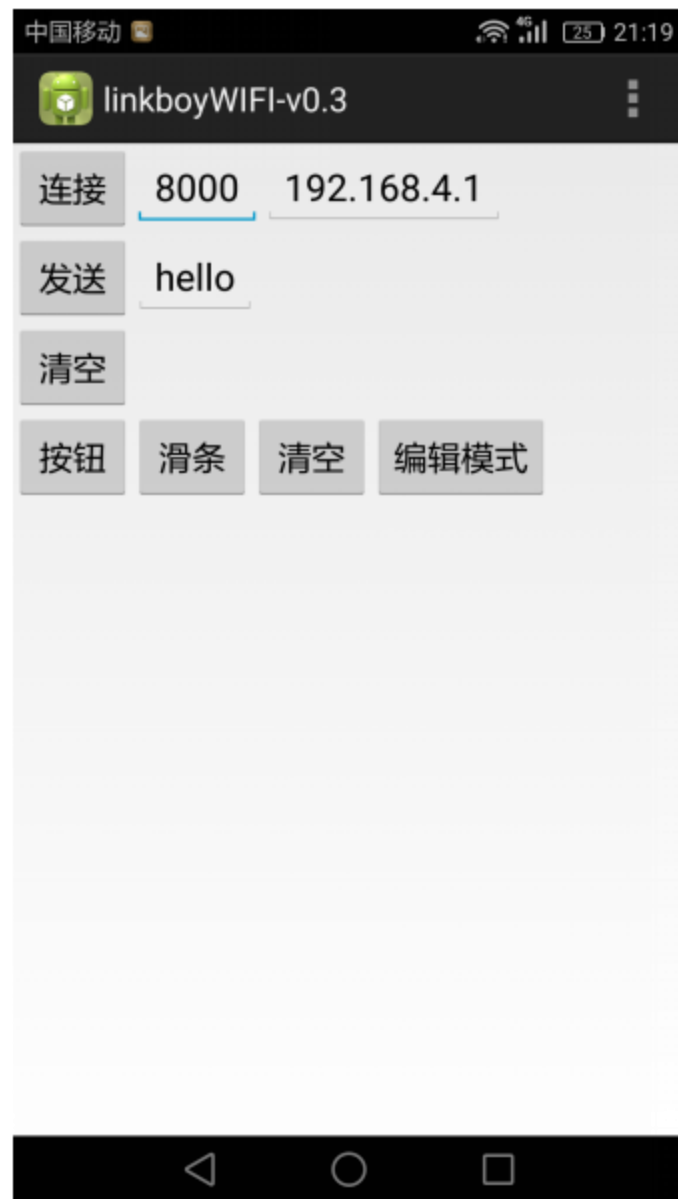 中国移动 4G 25 21:19
linkboyWIFI-v0.3
连接 8000 192.168.4.1
发送 hello
清空
按钮 滑条 清空 编辑模式